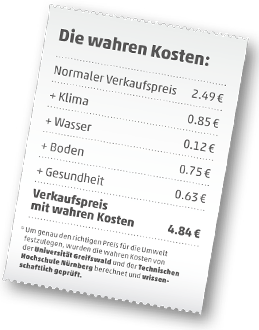 Die wahren Kosten:
Normaler Verkaufspreis 2.49 €
+ Klima 0.85 €
+ Wasser 0.12 €
+ Boden 0.75 €
+ Gesundheit 0.63 €
Verkaufspreis
mit wahren Kosten 4.84 €
* Um genau den richtigen Preis für die Umwelt
festzulegen, wurden die wahren Kosten von
der Universität Greifswald und der Technischen
Hochschule Nürnberg berechnet und wissen-
schaftlich geprüft.